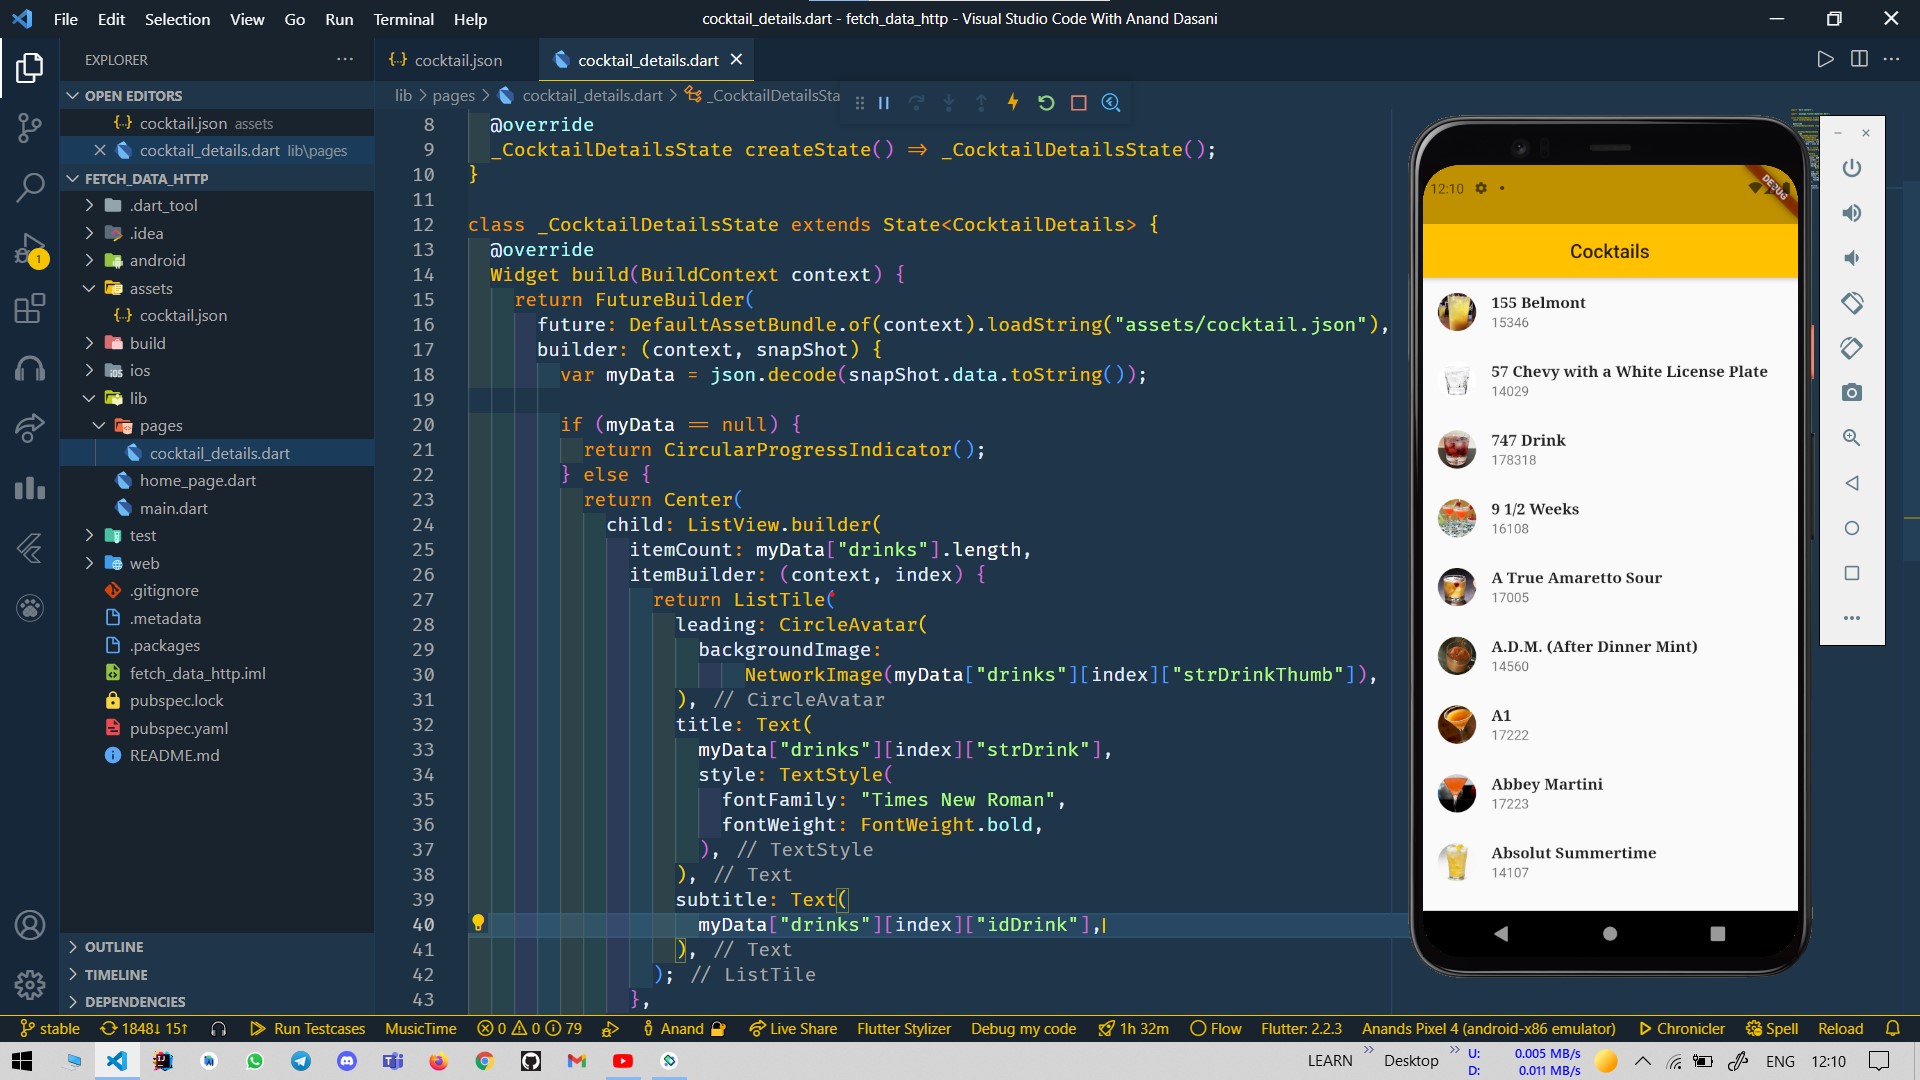 File Edit Selection View Go Run Terminal Help
cocktail_details.dart - fetch_data_http - Visual Studio Code With Anand Dasani
EXPLORER
OPEN EDITORS
cocktail.json assets
cocktail_details.dart lib\pages
FETCH_DATA_HTTP
.dart_tool
.idea
android
assets
cocktail.json
build
ios
lib
pages
cocktail_details.dart
home_page.dart
main.dart
test
web
.gitignore
.metadata
.packages
fetch_data_http.iml
pubspec.lock
pubspec.yaml
README.md
OUTLINE
TIMELINE
DEPENDENCIES
1
cocktail.json
cocktail_details.dart
lib > pages > cocktail_details.dart > _CocktailDetailsSta
8 @override
9 _CocktailDetailsState createState() => _CocktailDetailsState();
10 }
11
12 class _CocktailDetailsState extends State<CocktailDetails> {
13 @override
14 Widget build(BuildContext context) {
15 return FutureBuilder(
16 future: DefaultAssetBundle.of(context).loadString("assets/cocktail.json"),
17 builder: (context, snapShot) {
18 var myData = json.decode(snapShot.data.toString());
19
20 if (myData == null) {
21 return CircularProgressIndicator();
22 } else {
23 return Center(
24 child: ListView.builder(
25 itemCount: myData["drinks"].length,
26 itemBuilder: (context, index) {
27 return ListTile(
28 leading: CircleAvatar(
29 backgroundImage:
30 NetworkImage(myData["drinks"][index]["strDrinkThumb"]),
31 ), // CircleAvatar
32 title: Text(
33 myData["drinks"][index]["strDrink"],
34 style: TextStyle(
35 fontFamily: "Times New Roman",
36 fontWeight: FontWeight.bold,
37 ), // TextStyle
38 ), // Text
39 subtitle: Text(
40 myData["drinks"][index]["idDrink"],
41 ), // Text
42 ); // ListTile
43 },
12:10
DEBUG
Cocktails
155 Belmont
15346
57 Chevy with a White License Plate
14029
747 Drink
178318
9 1/2 Weeks
16108
A True Amaretto Sour
17005
A.D.M. (After Dinner Mint)
14560
A1
17222
Abbey Martini
17223
Absolut Summertime
14107
stable 1848↓ 15↑ Run Testcases MusicTime 0 0 79 Anand Live Share Flutter Stylizer Debug my code 1h 32m Flow Flutter: 2.2.3 Anands Pixel 4 (android-x86 emulator) Chronicler Spell Reload
LEARN Desktop U: 0.005 MB/s ENG 12:10
D: 0.011 MB/s